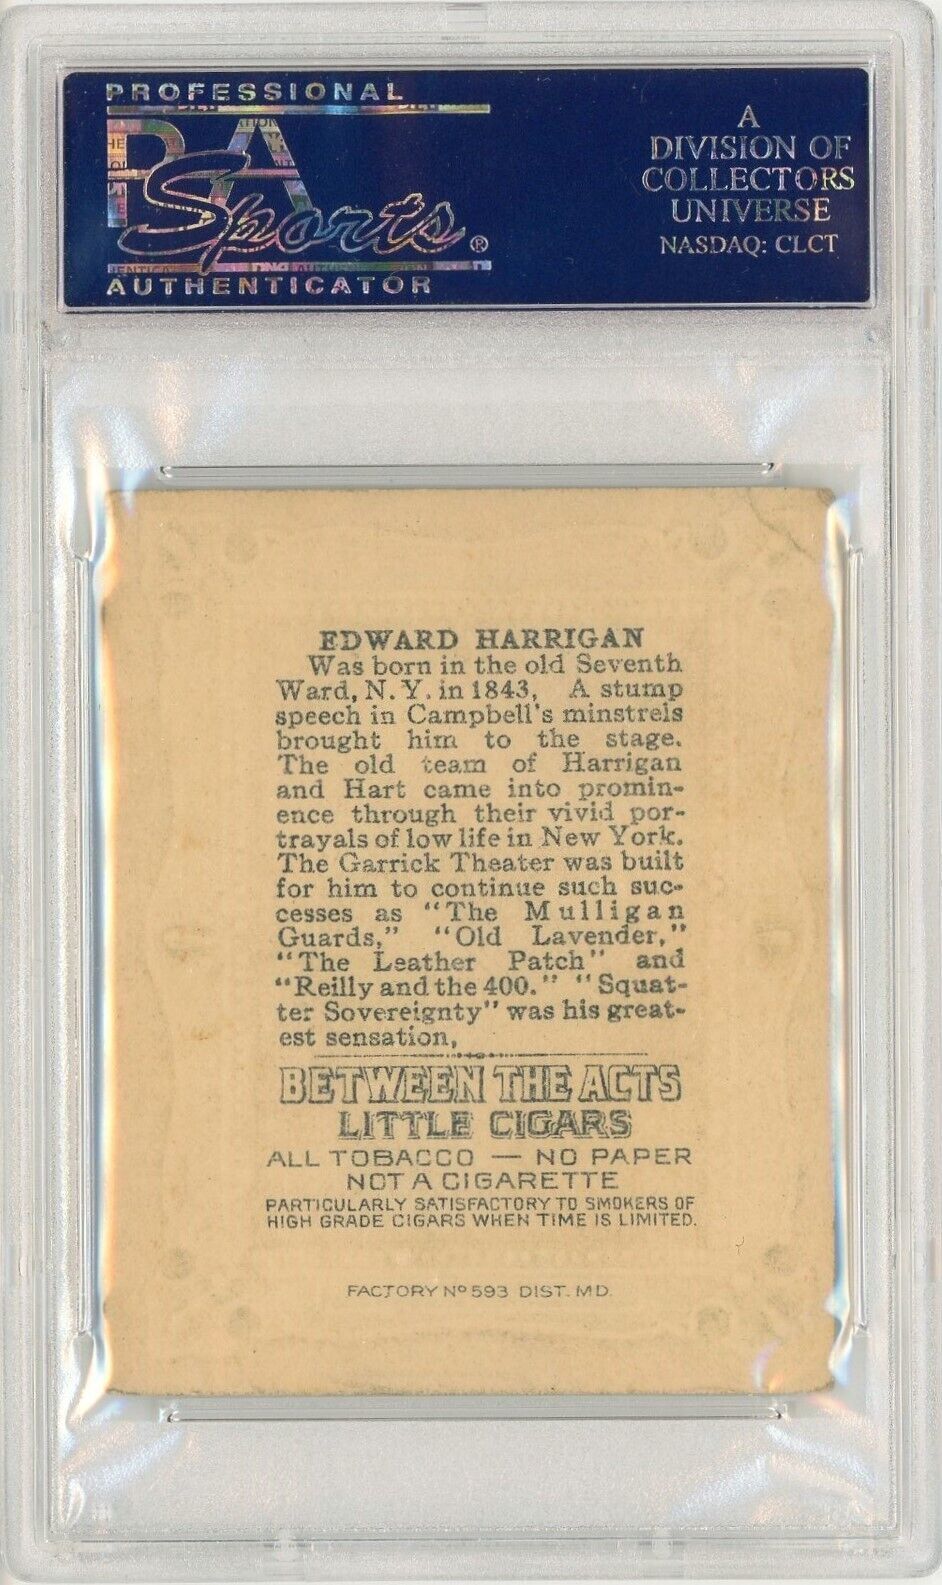 PROFESSIONAL
PSA
Sports®
AUTHENTICATOR
A
DIVISION OF
COLLECTORS
UNIVERSE
NASDAQ: CLCT
EDWARD HARRIGAN
Was born in the old Seventh
Ward, N. Y. in 1843, A stump
speech in Campbell's minstrels
brought him to the stage.
The old team of Harrigan
and Hart came into promin-
ence through their vivid por-
trayals of low life in New York.
The Garrick Theater was built
for him to continue such suc-
cesses as "The Mulligan
Guards," "Old Lavender,"
"The Leather Patch" and
"Reilly and the 400." "Squat-
ter Sovereignty" was his great-
est sensation,
BETWEEN THE ACTS
LITTLE CIGARS
ALL TOBACCO — NO PAPER
NOT A CIGARETTE
PARTICULARLY SATISFACTORY TO SMOKERS OF
HIGH GRADE CIGARS WHEN TIME IS LIMITED.
FACTORY Nº 593 DIST. MD.